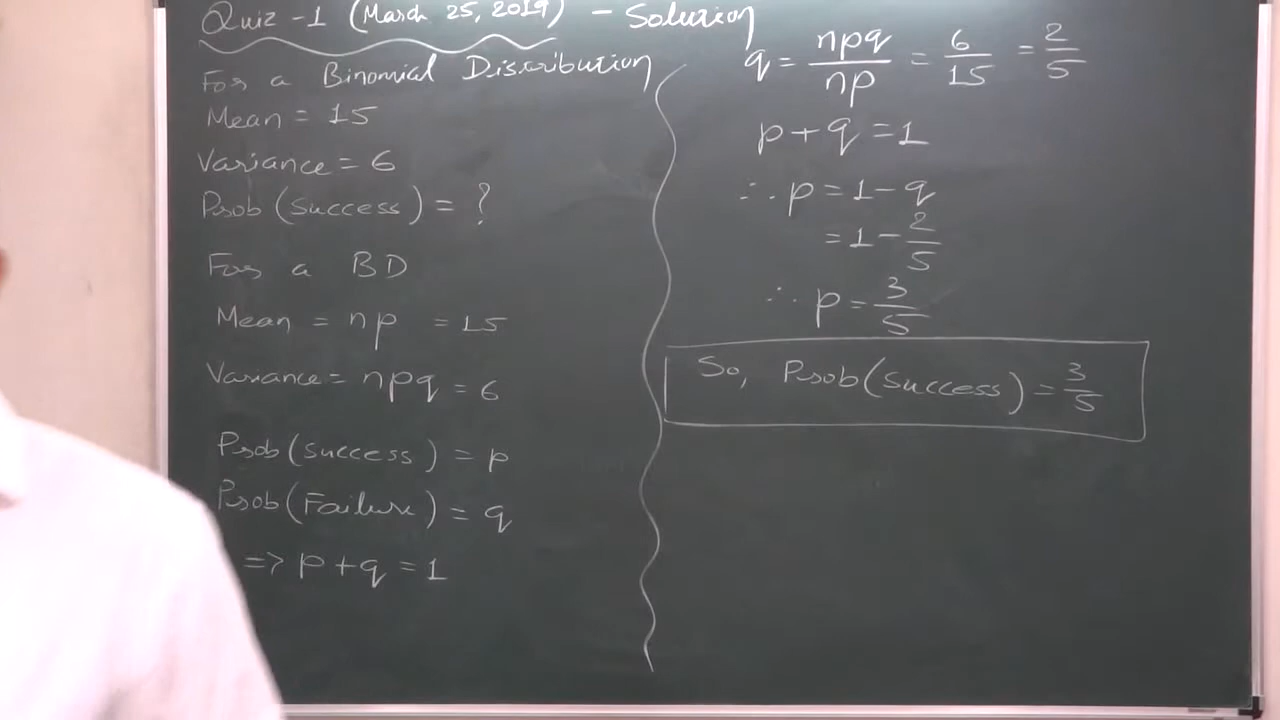 Quiz -1 (March 25, 2019) - Solution
For a Binomial Distribution
Mean = 15
Variance = 6
Prob (Success) = ?
For a BD
Mean = np = 15
Variance = npq = 6
Prob (Success) = p
Prob (Failure) = q
=> p + q = 1
q = npq/np = 6/15 = 2/5
p + q = 1
∴ p = 1 - q
= 1 - 2/5
∴ p = 3/5
So, Prob (Success) = 3/5